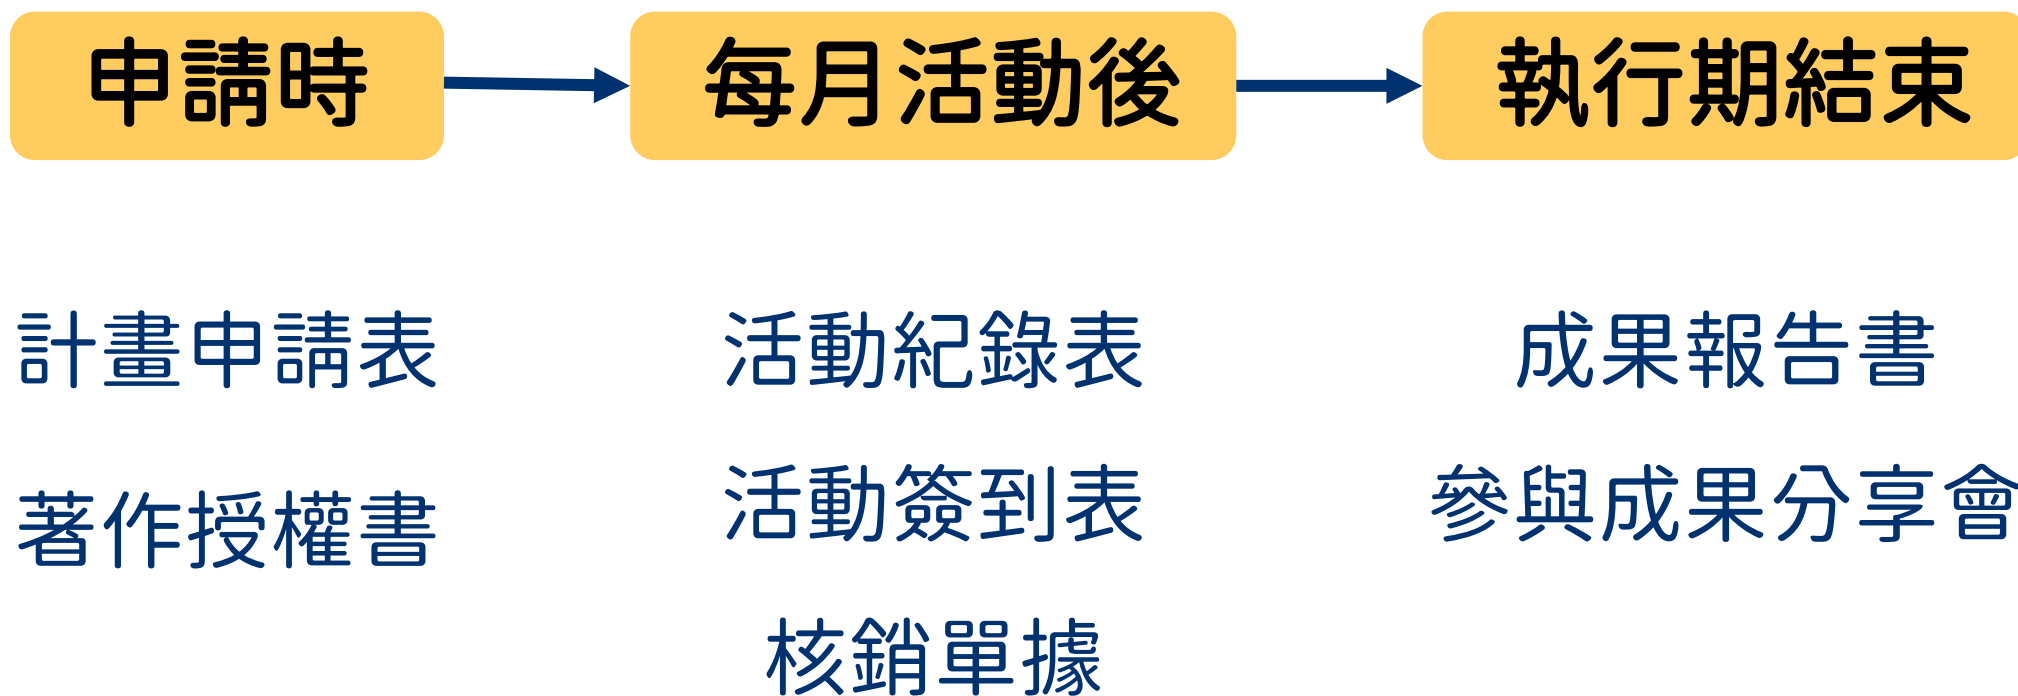 申請時
每月活動後
執行期結束
計畫申請表
著作授權書
活動紀錄表
活動簽到表
核銷單據
成果報告書
參與成果分享會